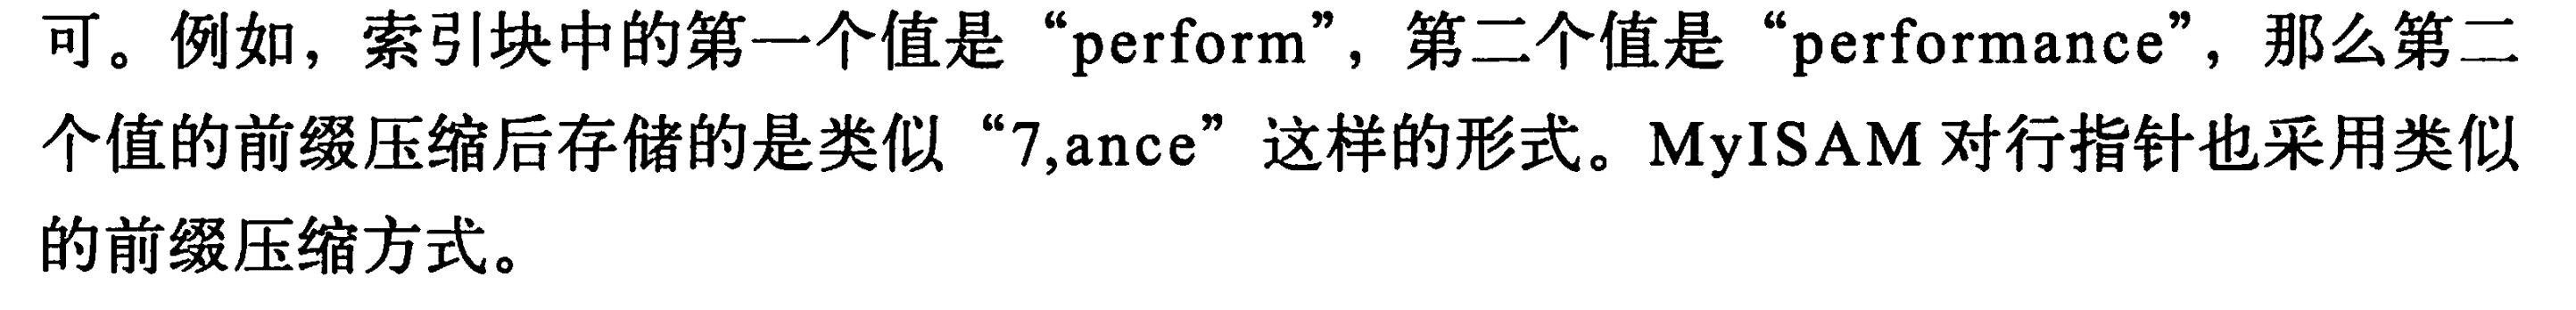 可。例如，索引块中的第一个值是“perform”，第二个值是“performance”，那么第二
个值的前缀压缩后存储的是类似“7,ance”这样的形式。MyISAM 对行指针也采用类似
的前缀压缩方式。